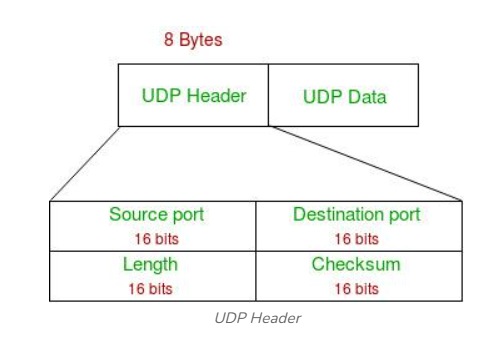 8 Bytes
UDP Header UDP Data
Source port Destination port
16 bits 16 bits
Length Checksum
16 bits 16 bits
UDP Header